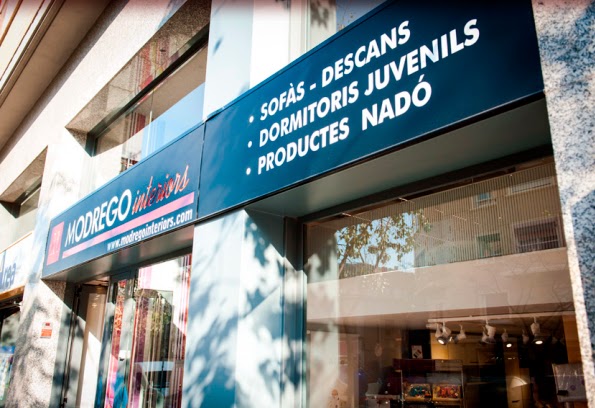 MODREGO interiors
www.modregointeriors.com
• SOFÀS - DESCANS
• DORMITORIS JUVENILS
• PRODUCTES NADÓ